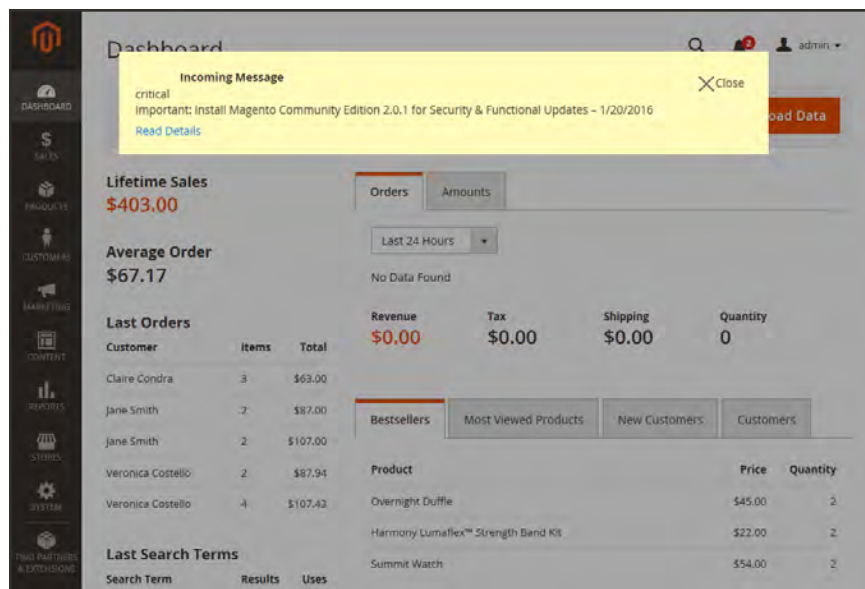 Dashboard
2
admin
Incoming Message
Close
critical
Important: Install Magento Community Edition 2.0.1 for Security & Functional Updates – 1/20/2016
Read Details
oad Data
DASHBOARD
SALES
PRODUCTS
CUSTOMERS
MARKETING
CONTENT
REPORTS
STORES
SYSTEM
FIND PARTNERS
& EXTENSIONS
Lifetime Sales
$403.00
Average Order
$67.17
Last Orders
Customer Items Total
Claire Condra 3 $63.00
Jane Smith 2 $87.00
Jane Smith 2 $107.00
Veronica Costello 2 $87.94
Veronica Costello 4 $107.42
Last Search Terms
Search Term Results Uses
Orders Amounts
Last 24 Hours
No Data Found
Revenue Tax Shipping Quantity
$0.00 $0.00 $0.00 0
Bestsellers Most Viewed Products New Customers Customers
Product Price Quantity
Overnight Duffle $45.00 2
Harmony Lumaflex™ Strength Band Kit $22.00 2
Summit Watch $54.00 2